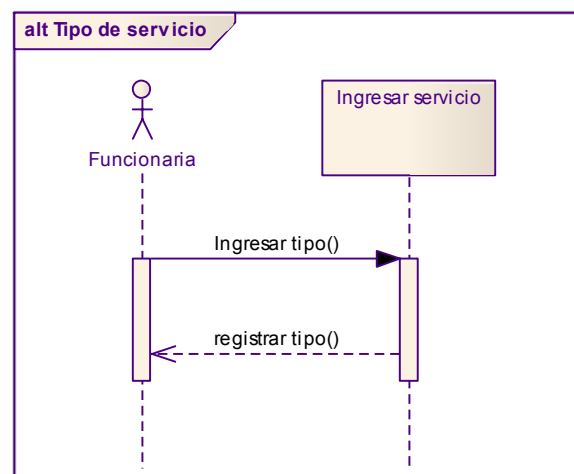 alt Tipo de servicio
Ingresar servicio
Funcionaria
Ingresar tipo()
registrar tipo()